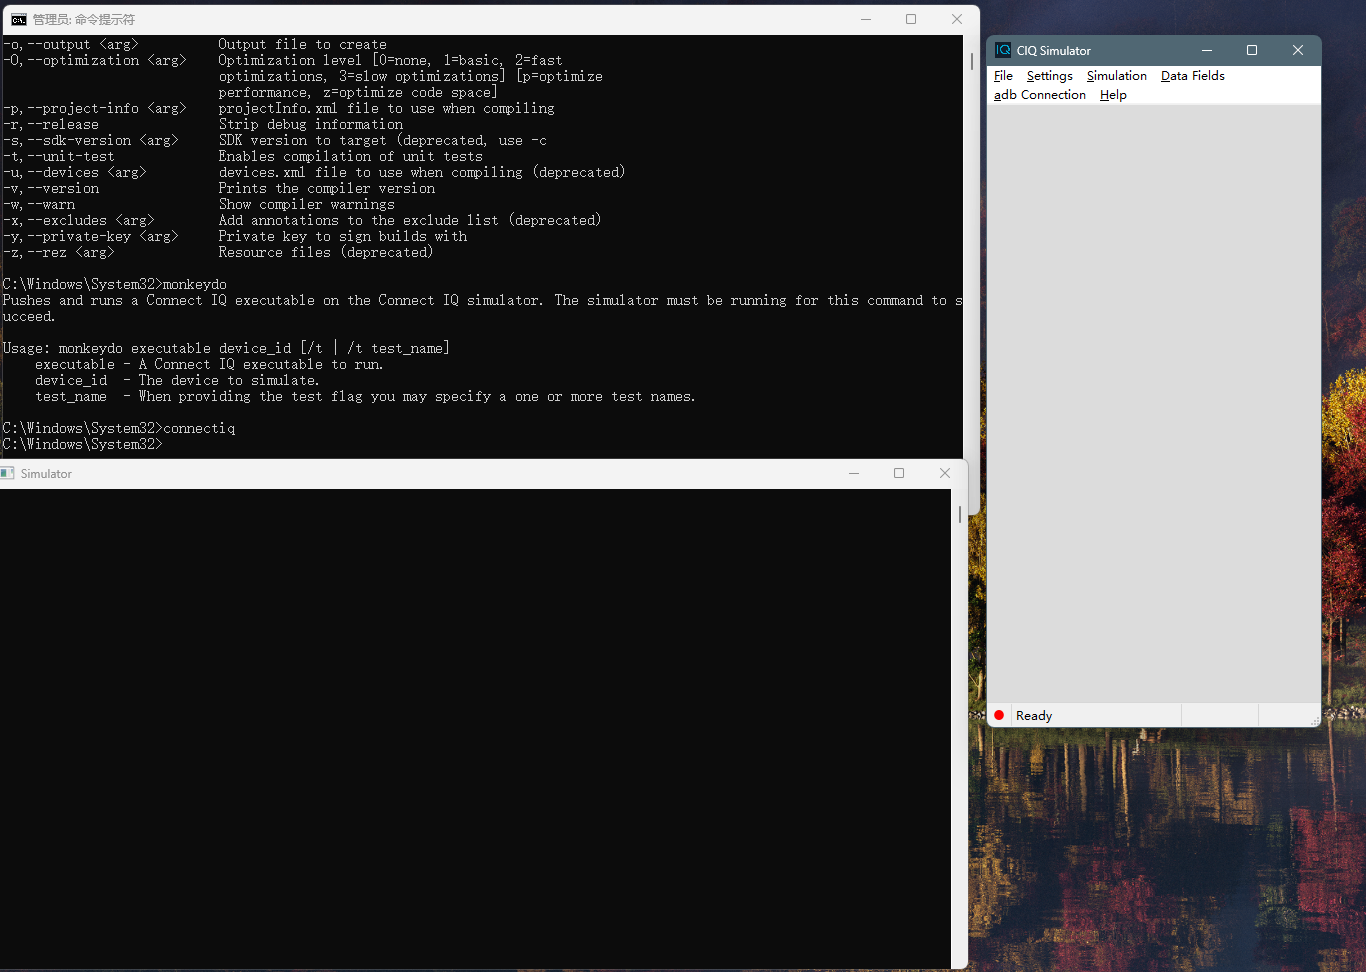 管理员: 命令提示符
-o,--output <arg> Output file to create
-O,--optimization <arg> Optimization level [0=none, 1=basic, 2=fast
optimizations, 3=slow optimizations] [p=optimize
performance, z=optimize code space]
-p,--project-info <arg> projectInfo.xml file to use when compiling
-r,--release Strip debug information
-s,--sdk-version <arg> SDK version to target (deprecated, use -c
-t,--unit-test Enables compilation of unit tests
-u,--devices <arg> devices.xml file to use when compiling (deprecated)
-v,--version Prints the compiler version
-w,--warn Show compiler warnings
-x,--excludes <arg> Add annotations to the exclude list (deprecated)
-y,--private-key <arg> Private key to sign builds with
-z,--rez <arg> Resource files (deprecated)
C:\Windows\System32>monkeydo
Pushes and runs a Connect IQ executable on the Connect IQ simulator. The simulator must be running for this command to s
ucceed.
Usage: monkeydo executable device_id [/t | /t test_name]
executable - A Connect IQ executable to run.
device_id - The device to simulate.
test_name - When providing the test flag you may specify a one or more test names.
C:\Windows\System32>connectiq
C:\Windows\System32>
Simulator
IQ CIQ Simulator
File Settings Simulation Data Fields
adb Connection Help
Ready